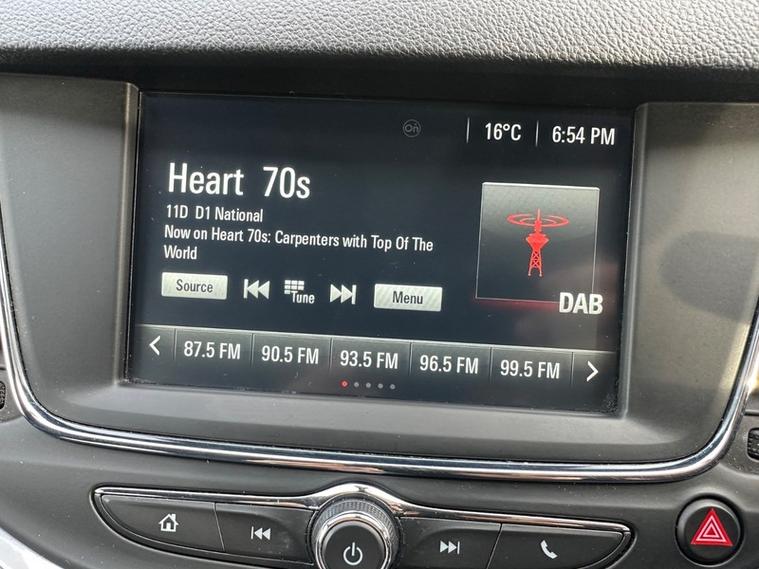 On
16°C
6:54 PM
Heart 70s
11D D1 National
Now on Heart 70s: Carpenters with Top Of The
World
Source
Tune
Menu
DAB
87.5 FM
90.5 FM
93.5 FM
96.5 FM
99.5 FM